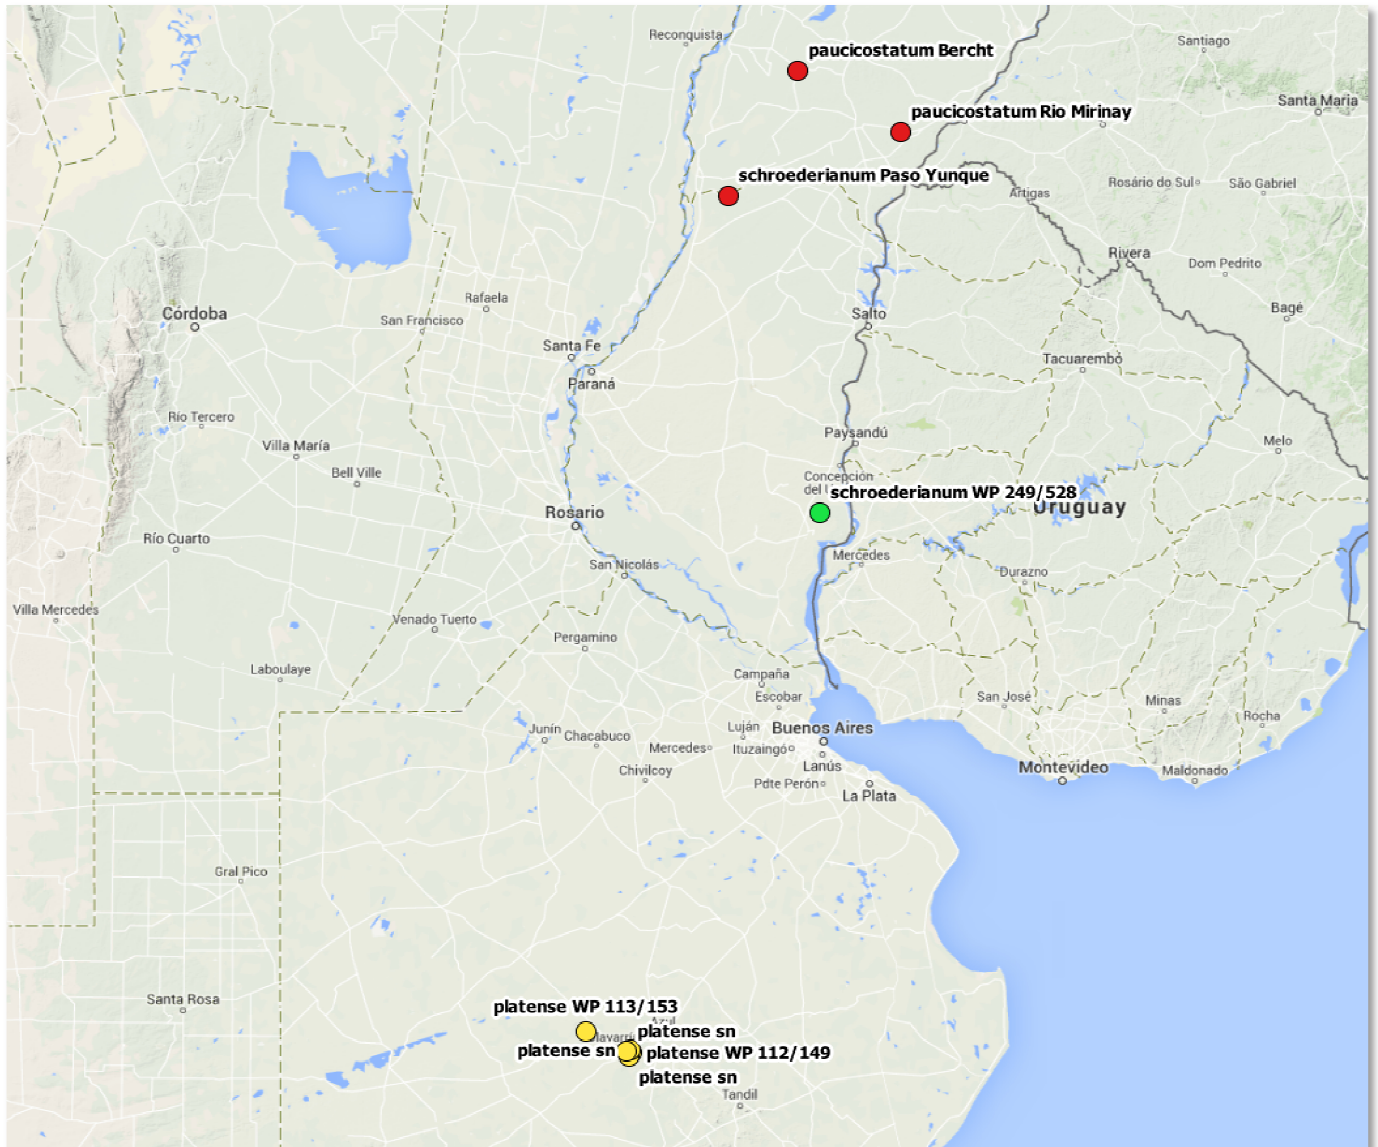 Reconquista
paucicostatum Bercht
Santiago
Santa Maria
paucicostatum Rio Mirinay
schroederianum Paso Yunque
Artigas
Rosário do Sul
São Gabriel
Rivera
Dom Pedrito
Bagé
Rafaela
Córdoba
San Francisco
Salto
Santa Fe
Paraná
Tacuarembó
Rio Tercero
Villa María
Paysandú
Melo
Bell Ville
Concepción
del
schroederianum WP 249/528
Uruguay
Rosario
Río Cuarto
Mercedes
San Nicolás
Durazno
Villa Mercedes
Venado Tuerto
Pergamino
Laboulaye
Campaña
Escobar
San José
Minas
Rocha
Junín
Chacabuco
Luján
Buenos Aires
Mercedes
Ituzaingó
Lanús
Montevideo
Maldonado
Chivilcoy
Pdte Perón
La Plata
Gral Pico
Santa Rosa
platense WP 113/153
platense sn
platense sn
platense WP 112/149
platense sn
Tandil